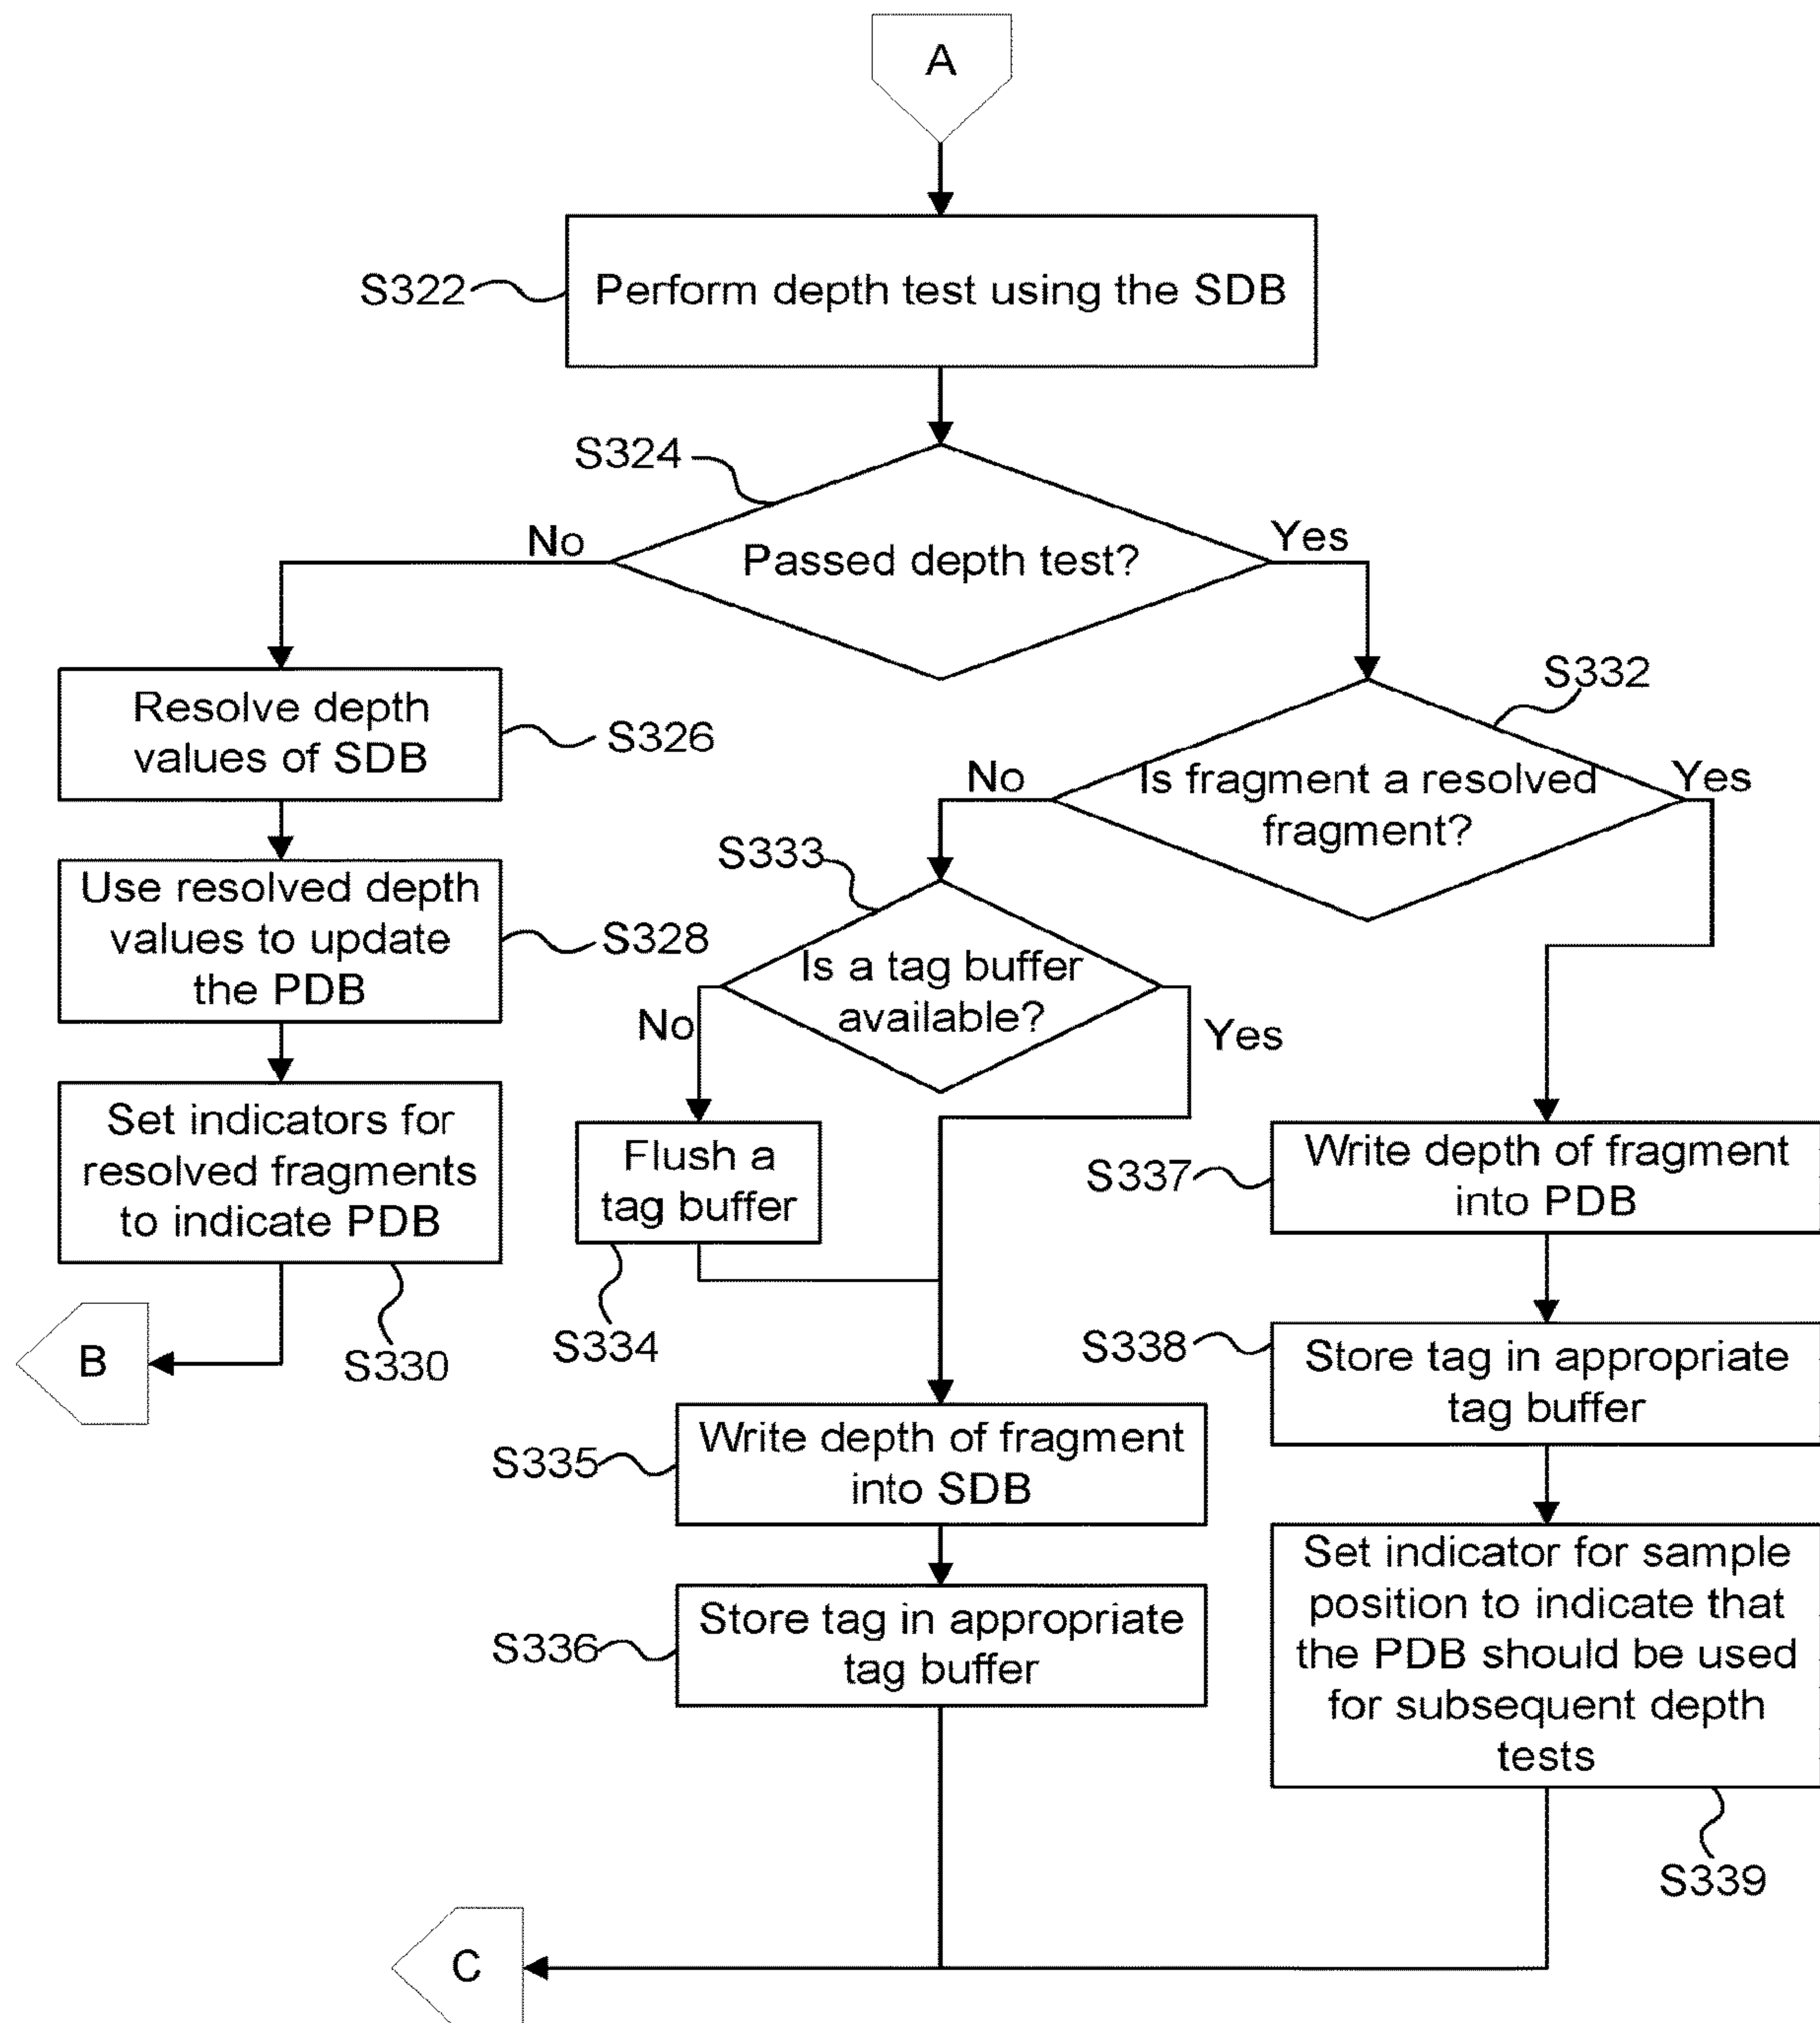 A
S322
Perform depth test using the SDB
S324
No
Passed depth test?
Yes
Resolve depth
values of SDB
S326
S332
No
Is fragment a resolved
fragment?
Yes
Use resolved depth
values to update
the PDB
S328
S333
Is a tag buffer
available?
No
Yes
Set indicators for
resolved fragments
to indicate PDB
S330
B
Flush a
tag buffer
S334
S337
Write depth of fragment
into PDB
S338
Store tag in appropriate
tag buffer
S335
Write depth of fragment
into SDB
S336
Store tag in appropriate
tag buffer
Set indicator for sample
position to indicate that
the PDB should be used
for subsequent depth
tests
S339
C